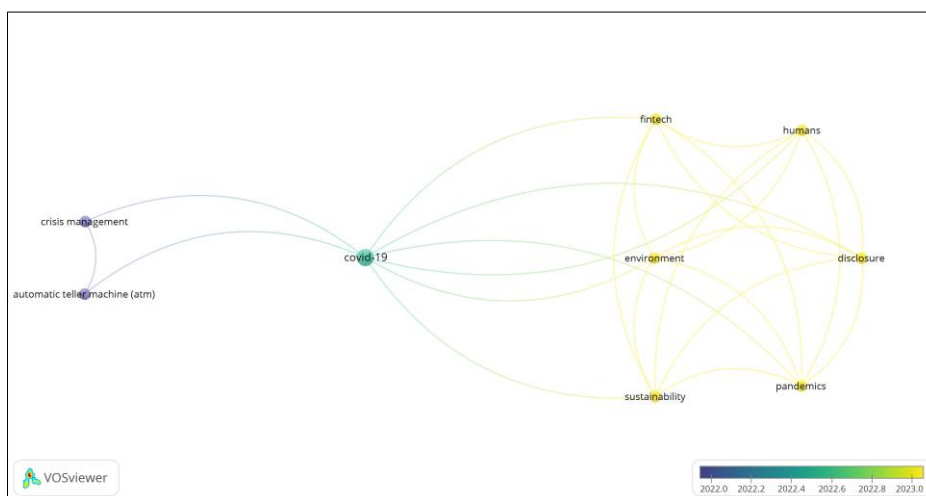 fintech
humans
crisis management
covid-19
environment
disclosure
automatic teller machine (atm)
pandemics
sustainability
VOSviewer
2022.0 2022.2 2022.4 2022.6 2022.8 2023.0